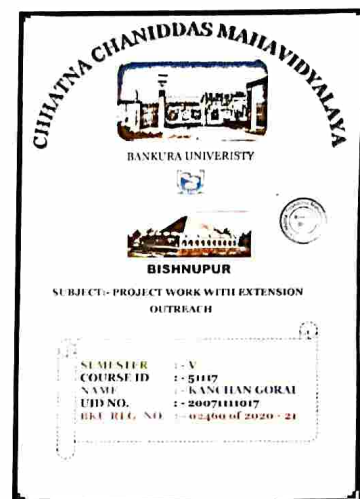 CHHATNA CHANIDDAS MAHAVIDYALAYA
BANKURA UNIVERISTY
BISHNUPUR
SUBJECT:- PROJECT WORK WITH EXTENSION
OUTREACH
SEMESTER :- V
COURSE ID :- 51117
NAME :- KANCHAN GORAI
UID NO. :- 20071111017
BKU REG. NO. :- 02460 of 2020 - 21